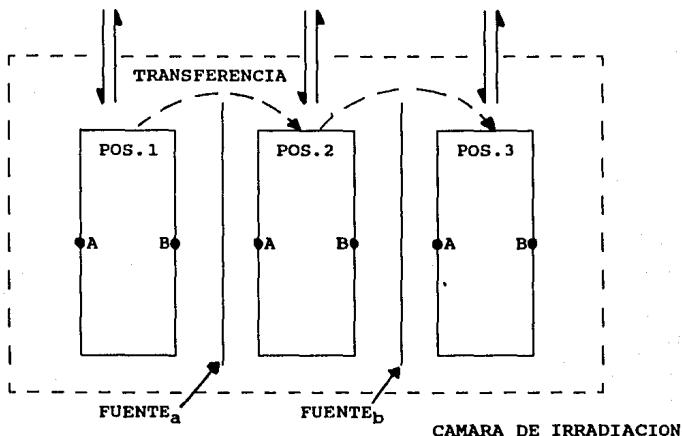 TRANSFERENCIA
POS.1 POS.2 POS.3
A B A B A B
FUENTEa FUENTEb
CAMARA DE IRRADIACION